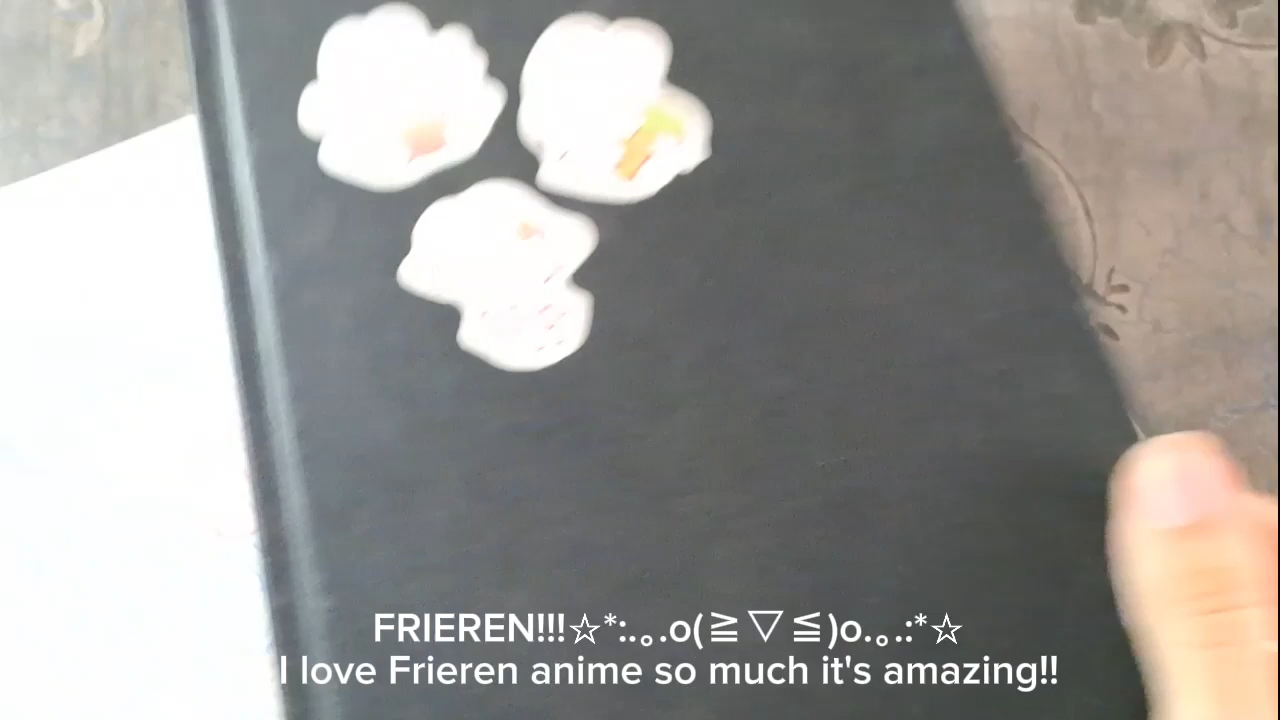 FRIEREN!!!☆*:.｡.o(≧▽≦)o.｡.:*☆
I love Frieren anime so much it's amazing!!